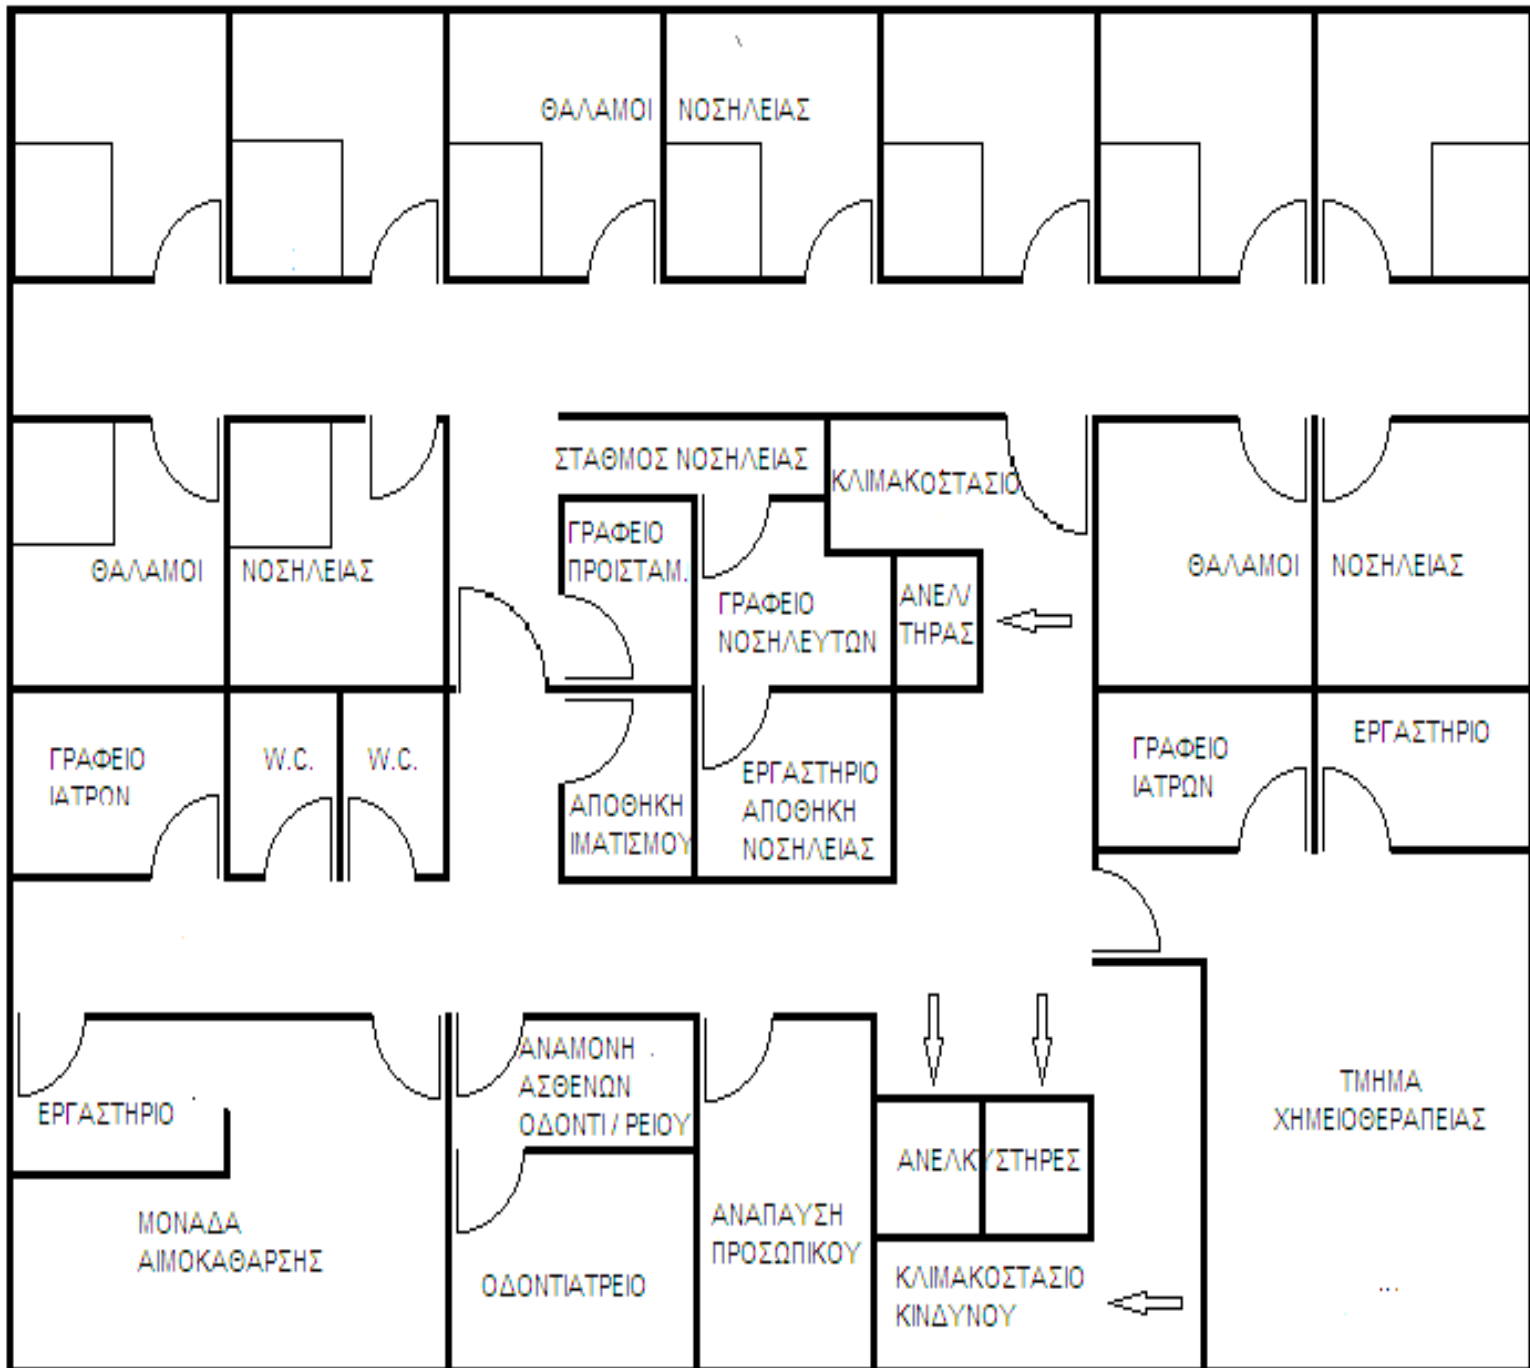 ΘΑΛΑΜΟΙ ΝΟΣΗΛΕΙΑΣ
ΣΤΑΘΜΟΣ ΝΟΣΗΛΕΙΑΣ
ΚΛΙΜΑΚΟΣΤΑΣΙΟ
ΘΑΛΑΜΟΙ ΝΟΣΗΛΕΙΑΣ
ΓΡΑΦΕΙΟ
ΠΡΟΙΣΤΑΜ.
ΓΡΑΦΕΙΟ
ΝΟΣΗΛΕΥΤΩΝ
ΑΝΕΛ/
ΤΗΡΑΣ
ΘΑΛΑΜΟΙ ΝΟΣΗΛΕΙΑΣ
ΓΡΑΦΕΙΟ
ΙΑΤΡΩΝ
W.C.
W.C.
ΑΠΟΘΗΚΗ
ΙΜΑΤΙΣΜΟΥ
ΕΡΓΑΣΤΗΡΙΟ
ΑΠΟΘΗΚΗ
ΝΟΣΗΛΕΙΑΣ
ΓΡΑΦΕΙΟ
ΙΑΤΡΩΝ
ΕΡΓΑΣΤΗΡΙΟ
ΕΡΓΑΣΤΗΡΙΟ
ΜΟΝΑΔΑ
ΑΙΜΟΚΑΘΑΡΣΗΣ
ΑΝΑΜΟΝΗ
ΑΣΘΕΝΩΝ
ΟΔΟΝΤΙ / ΡΕΙΟΥ
ΟΔΟΝΤΙΑΤΡΕΙΟ
ΑΝΑΠΑΥΣΗ
ΠΡΟΣΩΠΙΚΟΥ
ΑΝΕΛΚΥΣΤΗΡΕΣ
ΚΛΙΜΑΚΟΣΤΑΣΙΟ
ΚΙΝΔΥΝΟΥ
ΤΜΗΜΑ
ΧΗΜΕΙΟΘΕΡΑΠΕΙΑΣ
...